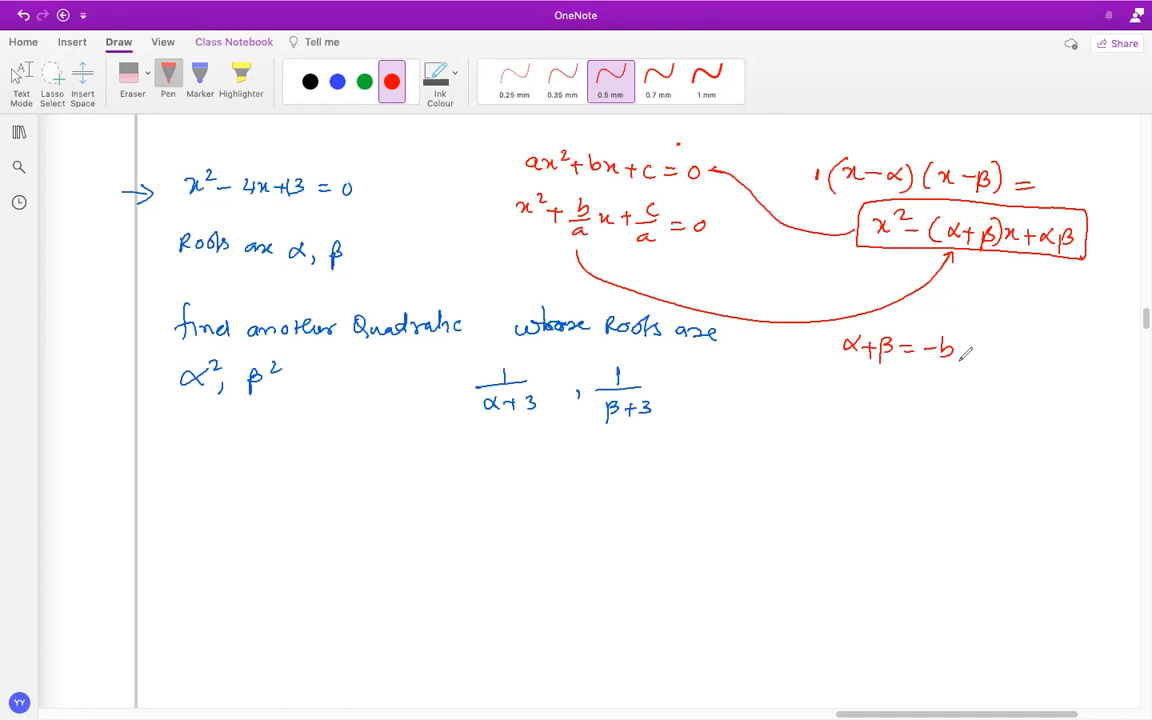 OneNote
Home Insert Draw View Class Notebook Tell me
Share
Text Mode
Lasso Select
Insert Space
Eraser
Pen
Marker
Highlighter
Ink Colour
0.25 mm
0.35 mm
0.5 mm
0.7 mm
1 mm
x² - 4x + 13 = 0
Roots are α, β
find another Quadratic whose Roots are
α², β²
1/(α+3) , 1/(β+3)
ax² + bx + c = 0
x² + b/a x + c/a = 0
1(x-α)(x-β) =
x² - (α+β)x + αβ
α+β = -b/
YY